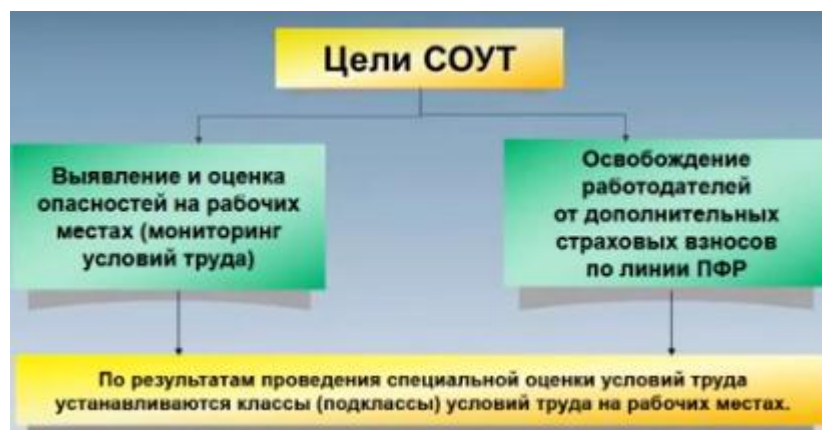 Цели СОУТ
Выявление и оценка
опасностей на рабочих
местах (мониторинг
условий труда)
Освобождение
работодателей
от дополнительных
страховых взносов
по линии ПФР
По результатам проведения специальной оценки условий труда
устанавливаются классы (подклассы) условий труда на рабочих местах.